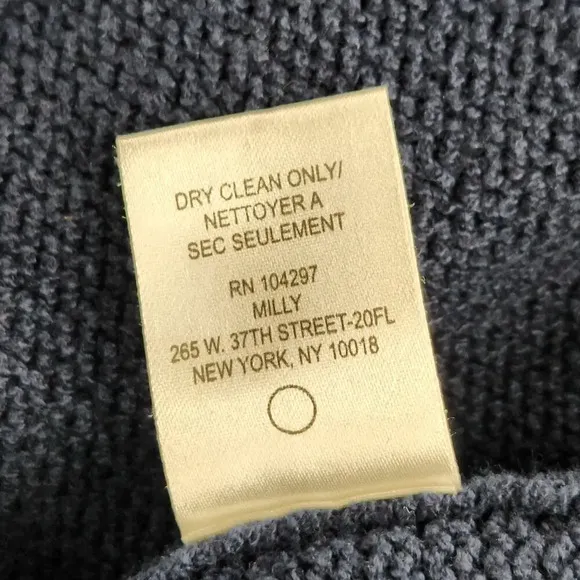 DRY CLEAN ONLY/
NETTOYER A
SEC SEULEMENT
RN 104297
MILLY
265 W. 37TH STREET-20FL
NEW YORK, NY 10018